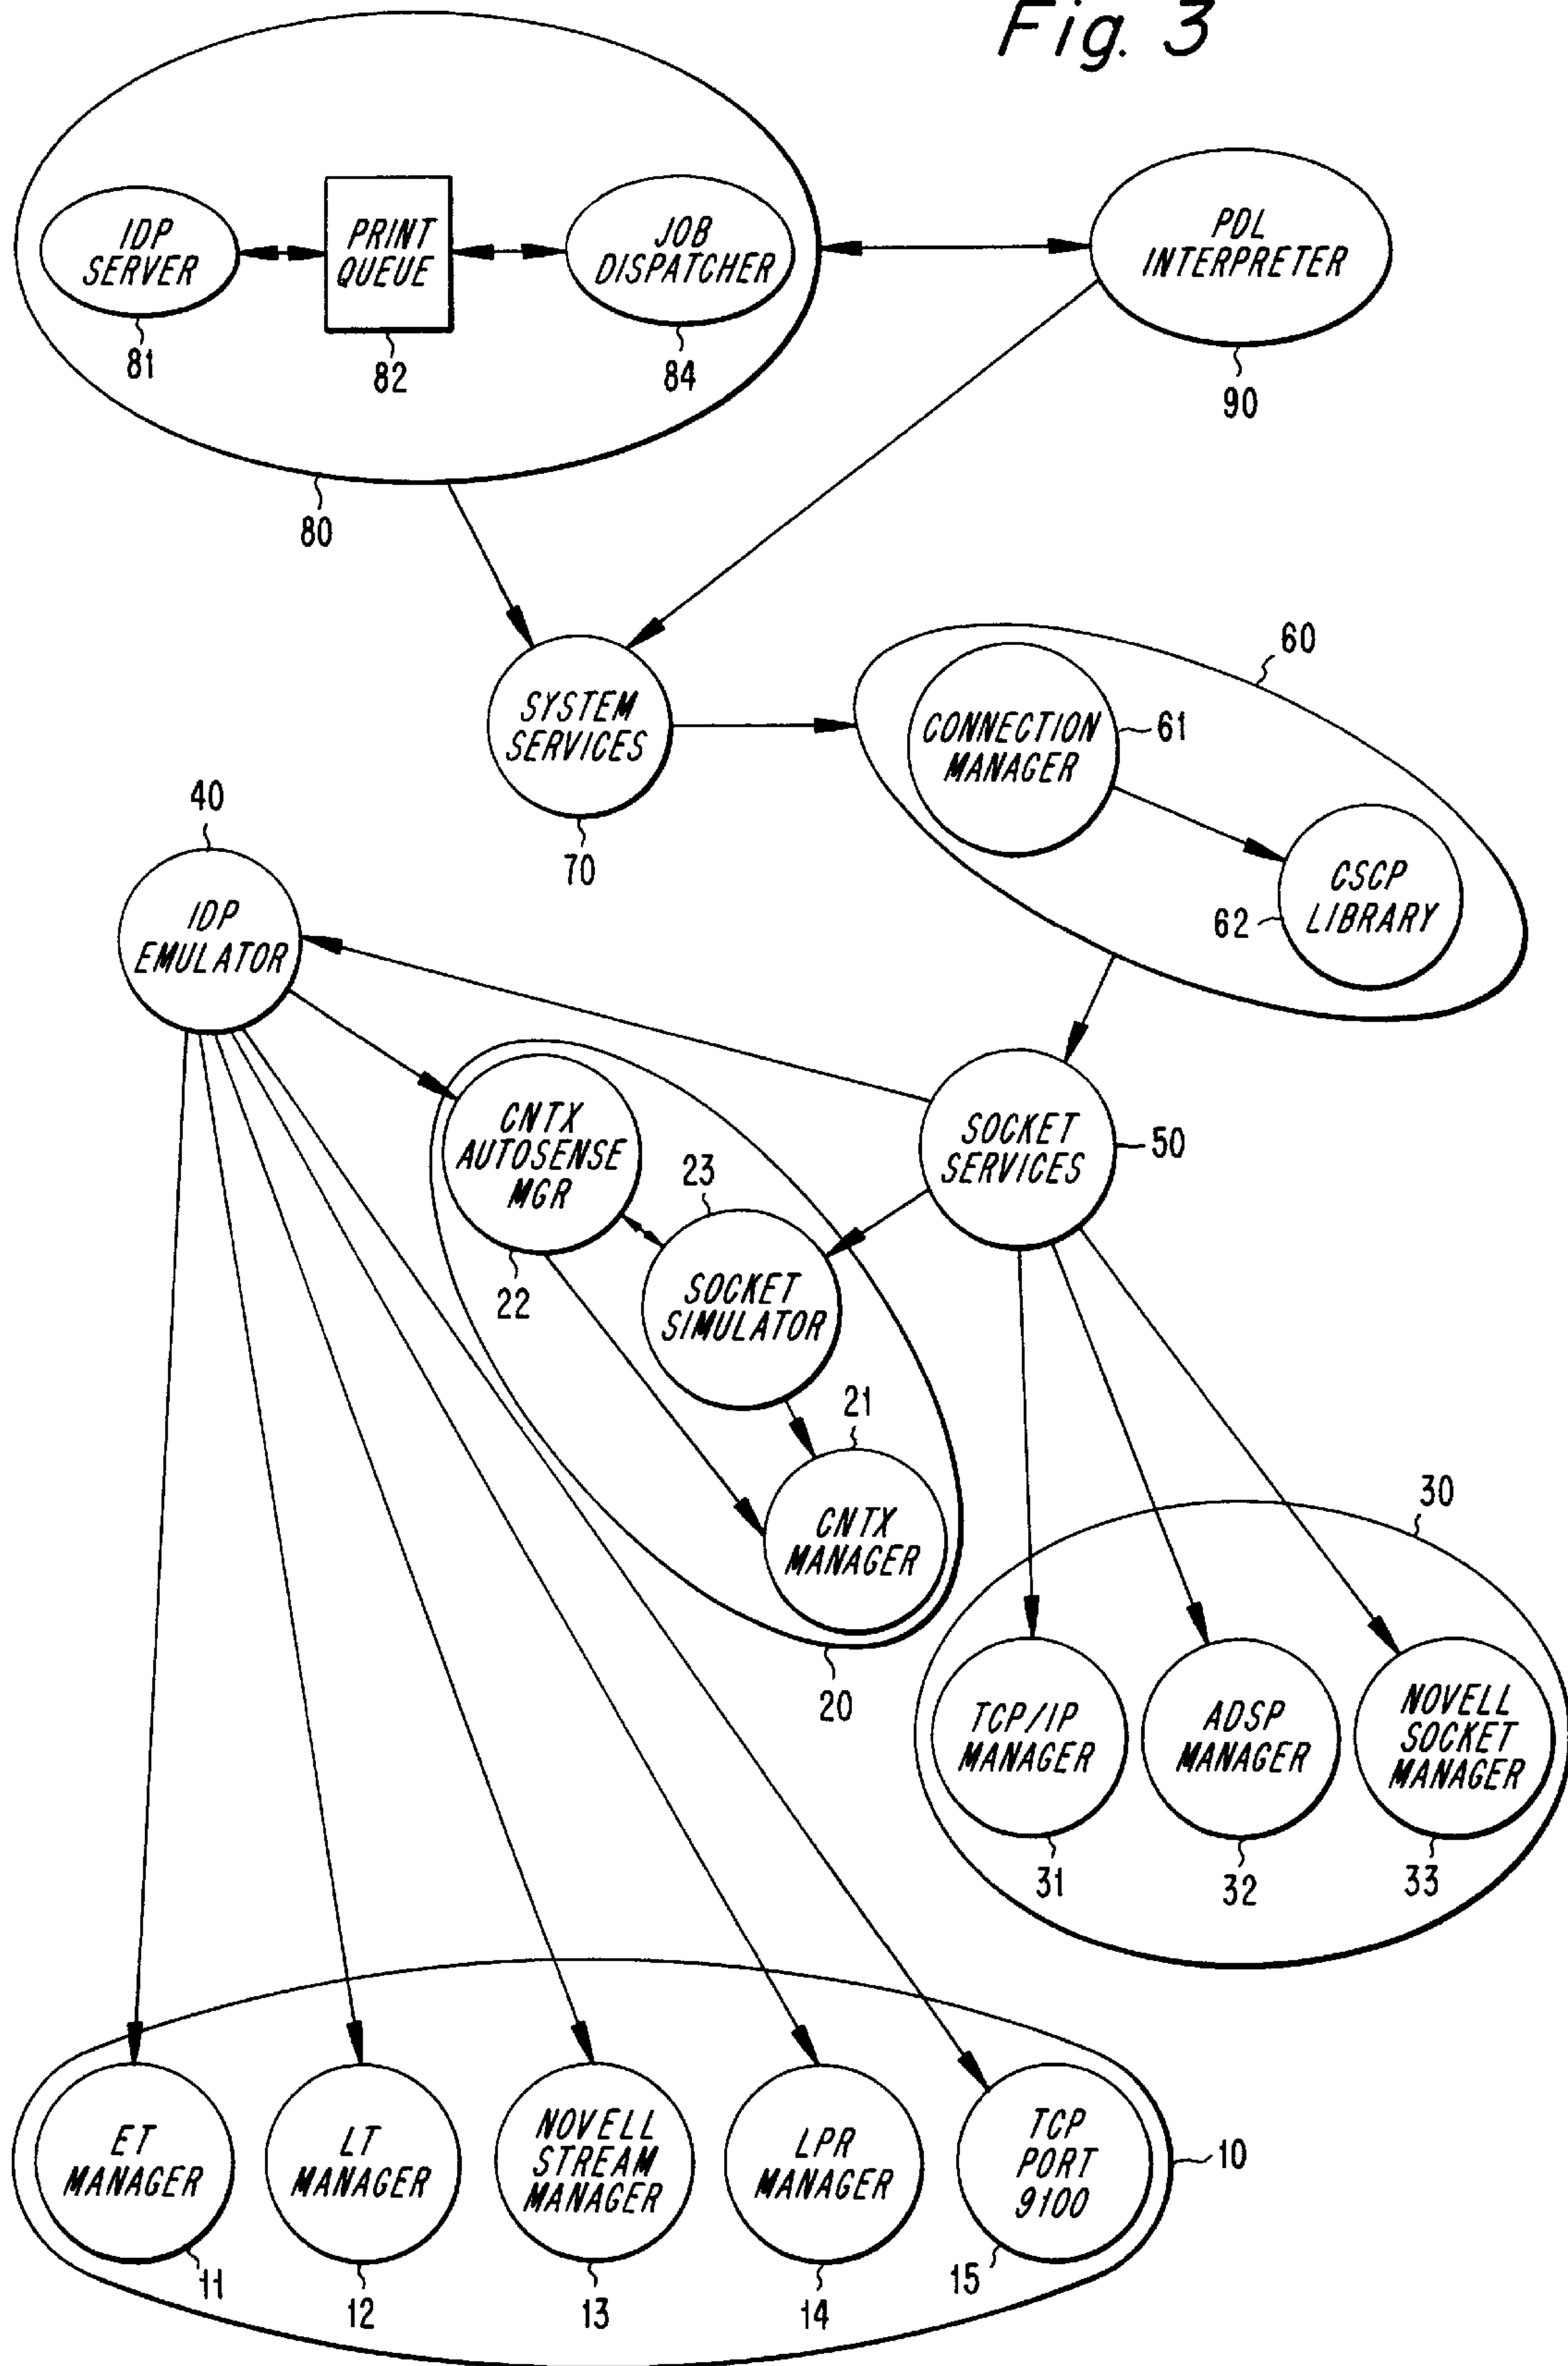 Fig. 3
IDP
SERVER
81
PRINT
QUEUE
82
JOB
DISPATCHER
84
PDL
INTERPRETER
90
80
SYSTEM
SERVICES
70
60
CONNECTION
MANAGER
61
CSCP
LIBRARY
62
40
IDP
EMULATOR
CNTX
AUTOSENSE
MGR
22
23
SOCKET
SIMULATOR
SOCKET
SERVICES
50
21
CNTX
MANAGER
20
30
TCP/IP
MANAGER
31
ADSP
MANAGER
32
NOVELL
SOCKET
MANAGER
33
ET
MANAGER
11
LT
MANAGER
12
NOVELL
STREAM
MANAGER
13
LPR
MANAGER
14
TCP
PORT
9100
15
10